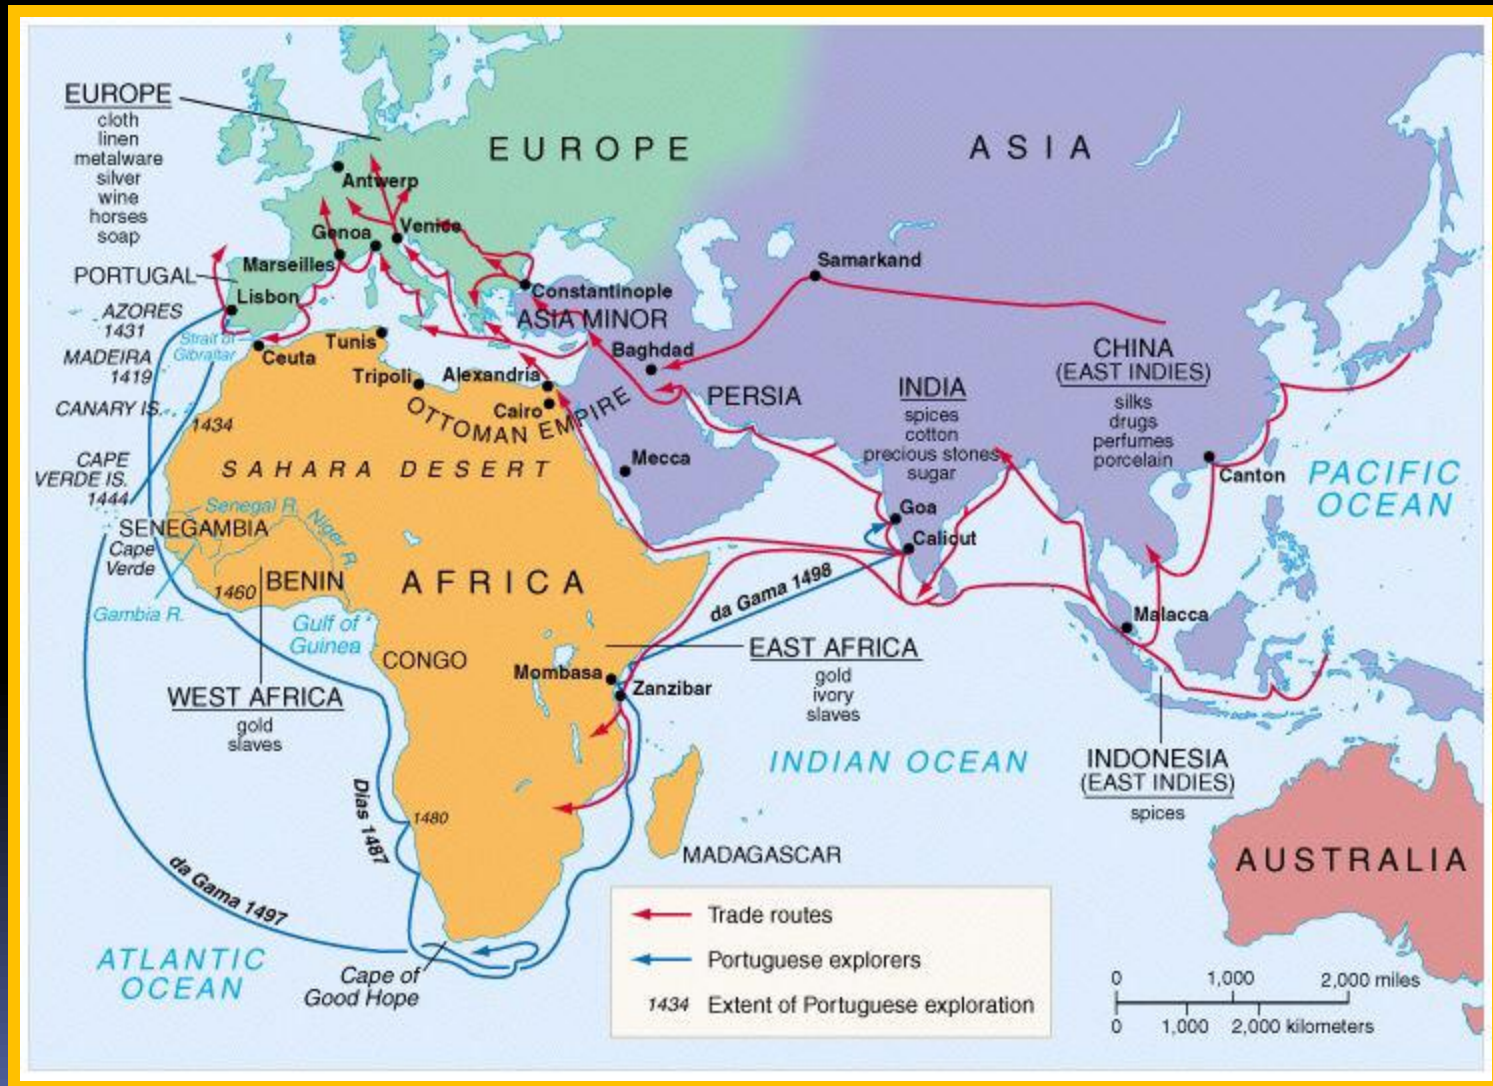 EUROPE
cloth
linen
metalware
silver
wine
horses
soap
EUROPE
ASIA
Antwerp
Venice
Genoa
Marseilles
PORTUGAL
Lisbon
AZORES
1431
MADEIRA
1419
CANARY IS.
1434
CAPE
VERDE IS.
1444
Strait of
Gibraltar
Ceuta
Tunis
Tripoli
Alexandria
Cairo
Constantinople
ASIA MINOR
Samarkand
Baghdad
OTTOMAN EMPIRE
PERSIA
Mecca
INDIA
spices
cotton
precious stones
sugar
CHINA
(EAST INDIES)
silks
drugs
perfumes
porcelain
Canton
PACIFIC
OCEAN
SAHARA DESERT
Senegal R.
SENEGAMBIA
Niger R.
Cape
Verde
Gambia R.
1460
BENIN
AFRICA
Gulf of
Guinea
CONGO
Goa
Calicut
da Gama 1498
Malacca
Mombasa
Zanzibar
EAST AFRICA
gold
ivory
slaves
WEST AFRICA
gold
slaves
INDIAN OCEAN
INDONESIA
(EAST INDIES)
spices
Dias 1487
1480
MADAGASCAR
AUSTRALIA
da Gama 1497
ATLANTIC
OCEAN
Cape of
Good Hope
Trade routes
Portuguese explorers
1434 Extent of Portuguese exploration
0 1,000 2,000 miles
0 1,000 2,000 kilometers